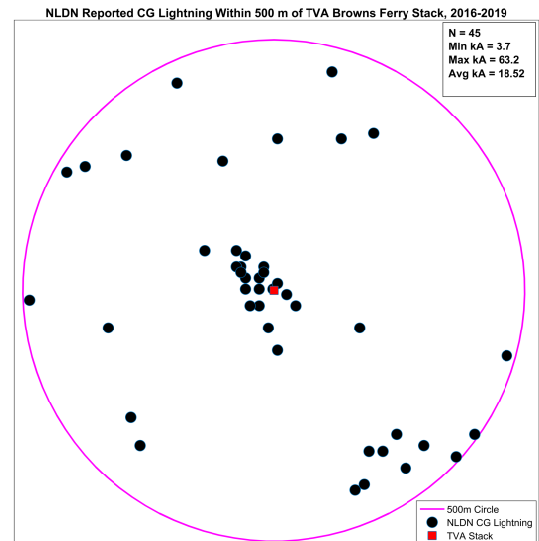 NLDN Reported CG Lightning Within 500 m of TVA Browns Ferry Stack, 2016-2019
N = 45
Min kA = 3.7
Max kA = 63.2
Avg kA = 18.52
500m Circle
NLDN CG Lightning
TVA Stack